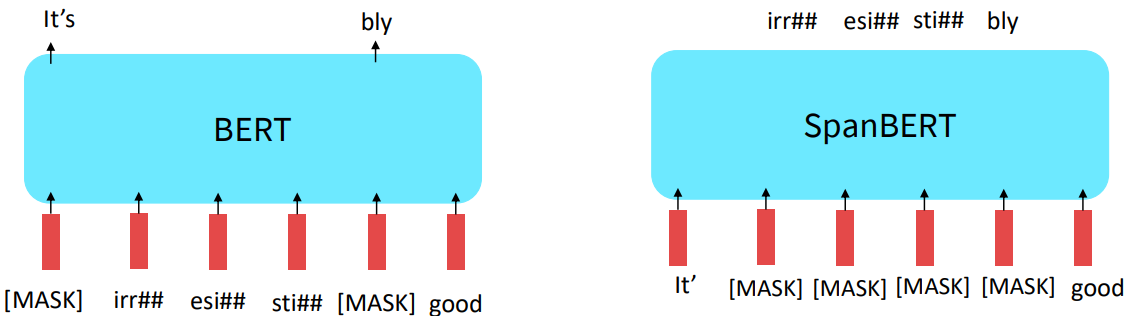 It's bly
BERT
[MASK] irr## esi## sti## [MASK] good
irr## esi## sti## bly
SpanBERT
It' [MASK] [MASK] [MASK] [MASK] good